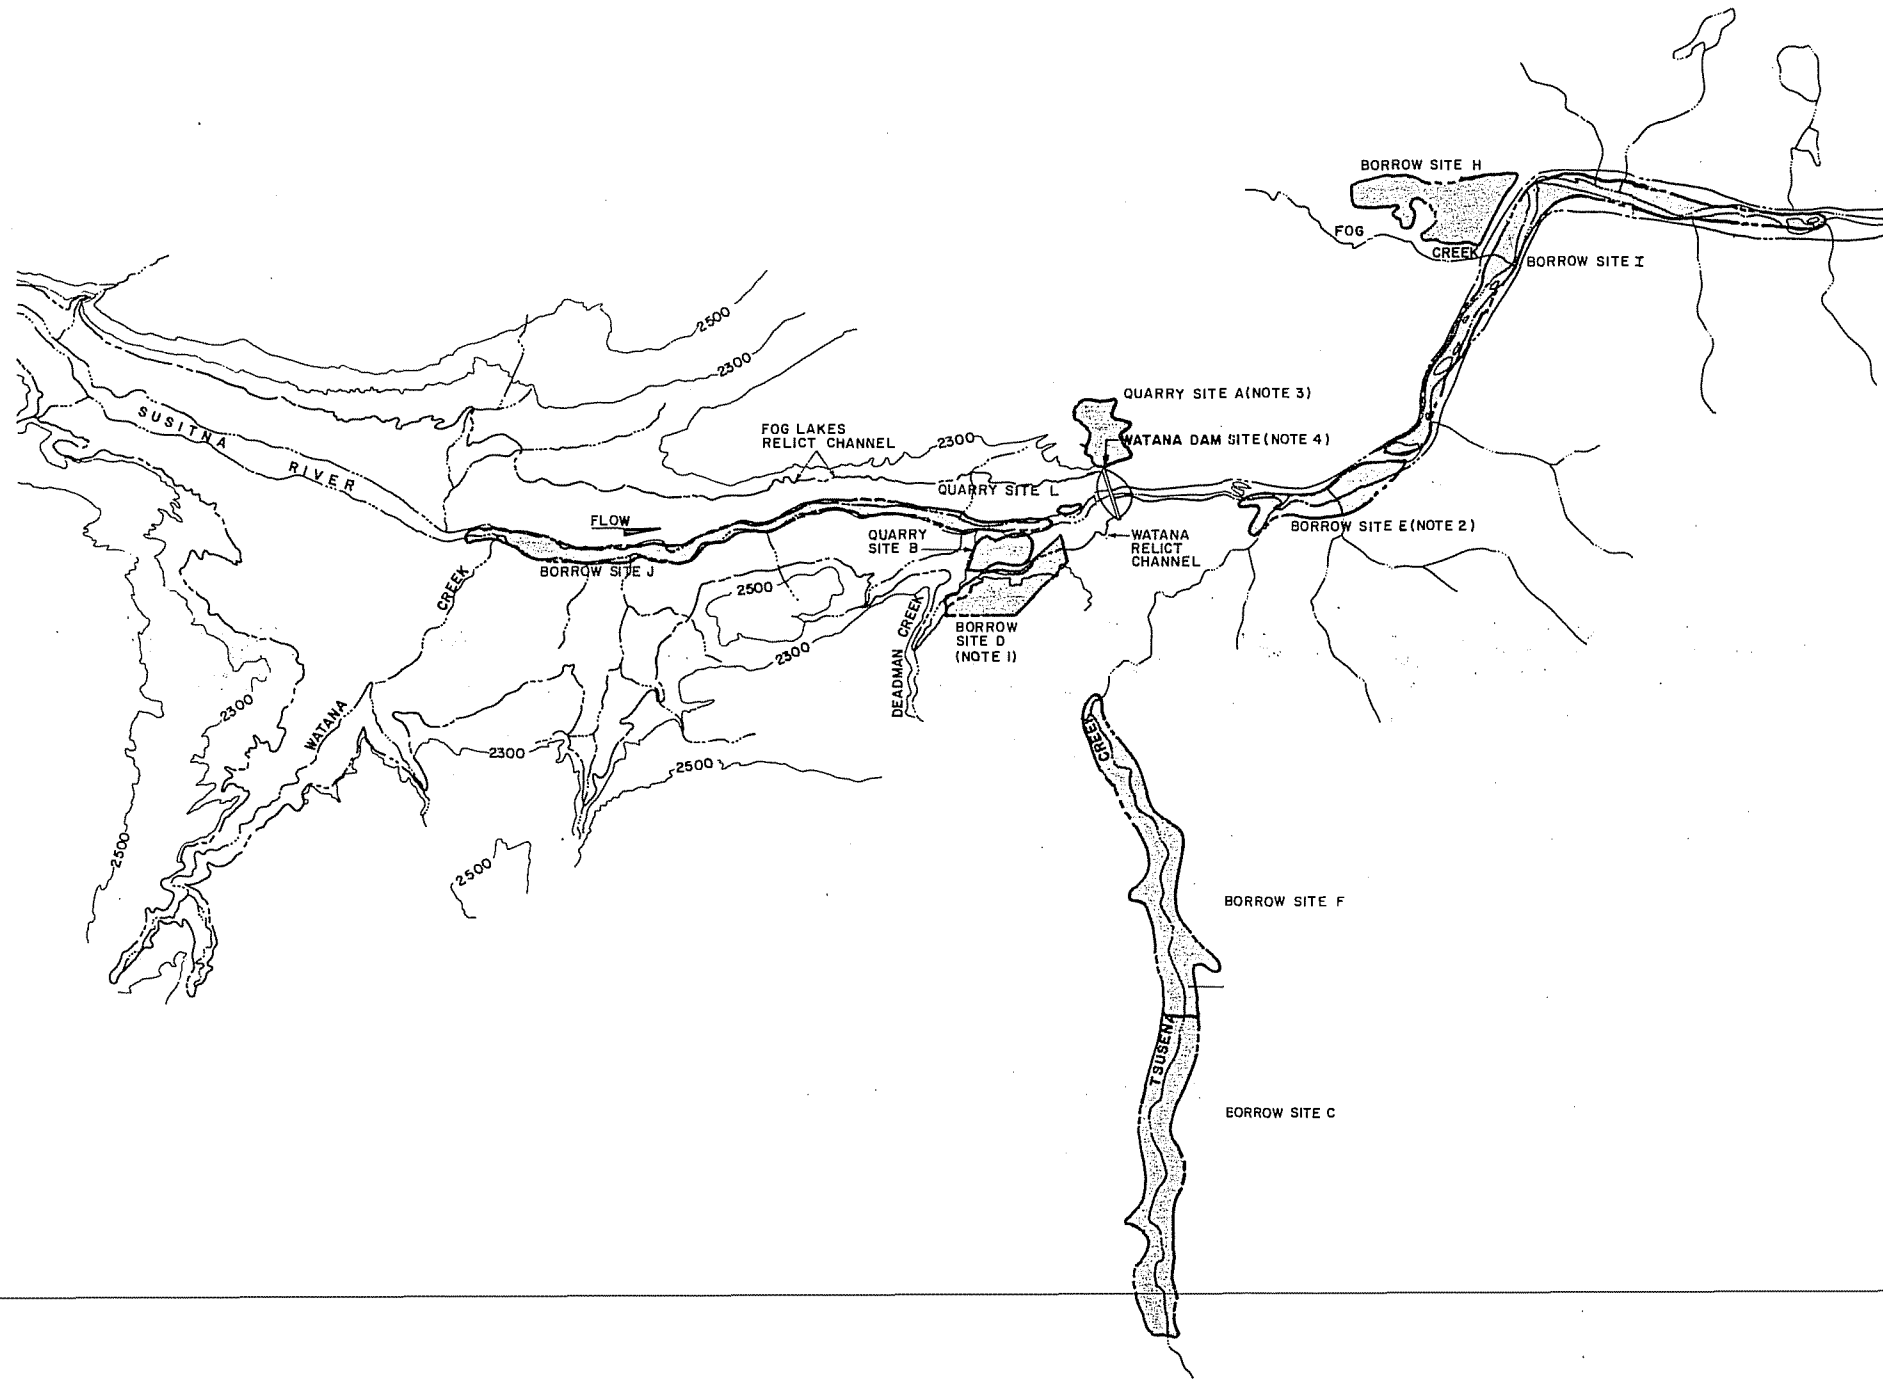 BORROW SITE H
FOG
CREEK
BORROW SITE I
2500
2300
QUARRY SITE A(NOTE 3)
SUSITNA
RIVER
FOG LAKES
RELICT CHANNEL
2300
WATANA DAM SITE(NOTE 4)
QUARRY SITE L
FLOW
BORROW SITE E(NOTE 2)
QUARRY
SITE B
WATANA
RELICT
CHANNEL
BORROW SITE J
CREEK
2500
CREEK
DEADMAN
BORROW
SITE D
(NOTE 1)
2300
2300
WATANA
2300
2500
CREEK
2500
2500
BORROW SITE F
TSUSENA
BORROW SITE C